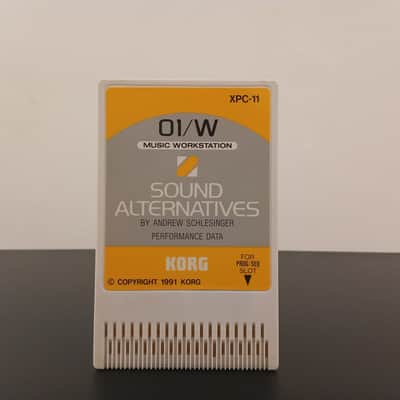 XPC-11
01/W
MUSIC WORKSTATION
SOUND
ALTERNATIVES
BY ANDREW SCHLESINGER
PERFORMANCE DATA
KORG
FOR
PROG/SEQ
SLOT
© COPYRIGHT 1991 KORG